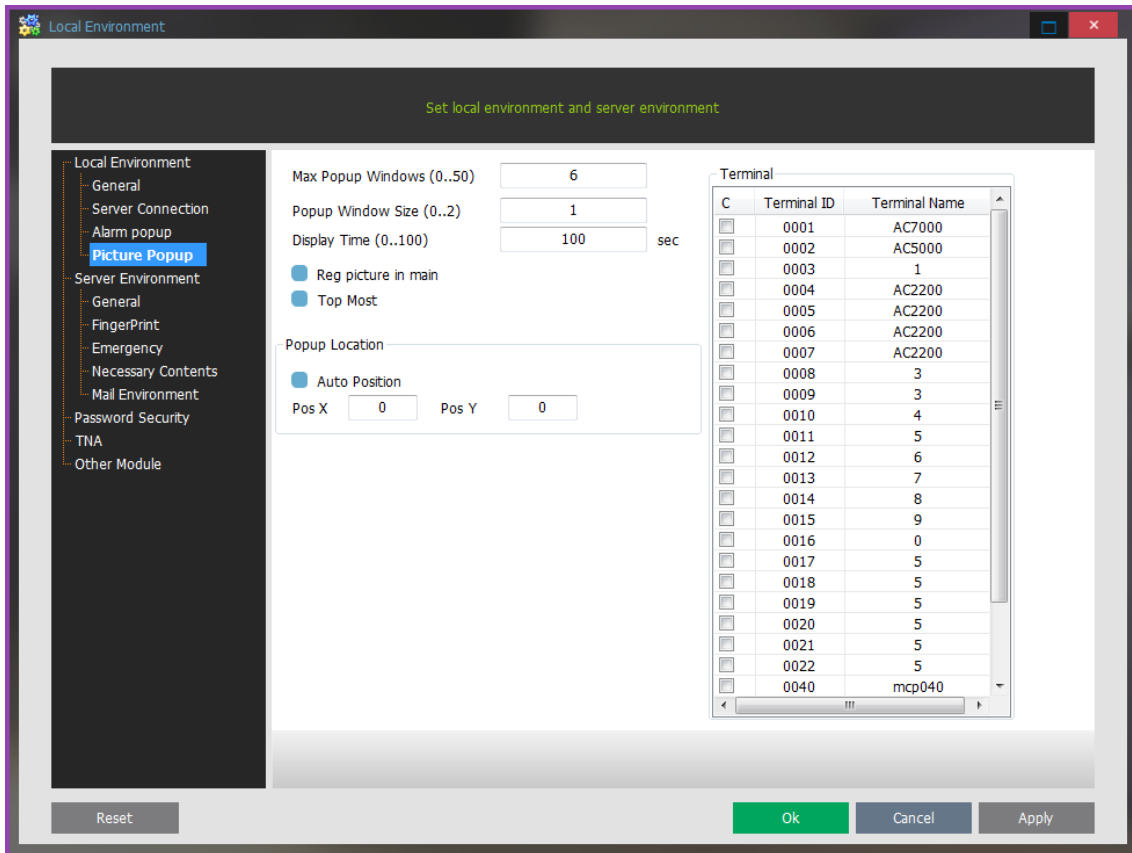 Local Environment
Set local environment and server environment
Local Environment
General
Server Connection
Alarm popup
Picture Popup
Server Environment
General
FingerPrint
Emergency
Necessary Contents
Mail Environment
Password Security
TNA
Other Module
Max Popup Windows (0..50) 6
Popup Window Size (0..2) 1
Display Time (0..100) 100 sec
Reg picture in main
Top Most
Popup Location
Auto Position
Pos X 0 Pos Y 0
Terminal
C Terminal ID Terminal Name
0001 AC7000
0002 AC5000
0003 1
0004 AC2200
0005 AC2200
0006 AC2200
0007 AC2200
0008 3
0009 3
0010 4
0011 5
0012 6
0013 7
0014 8
0015 9
0016 0
0017 5
0018 5
0019 5
0020 5
0021 5
0022 5
0040 mcp040
Reset Ok Cancel Apply